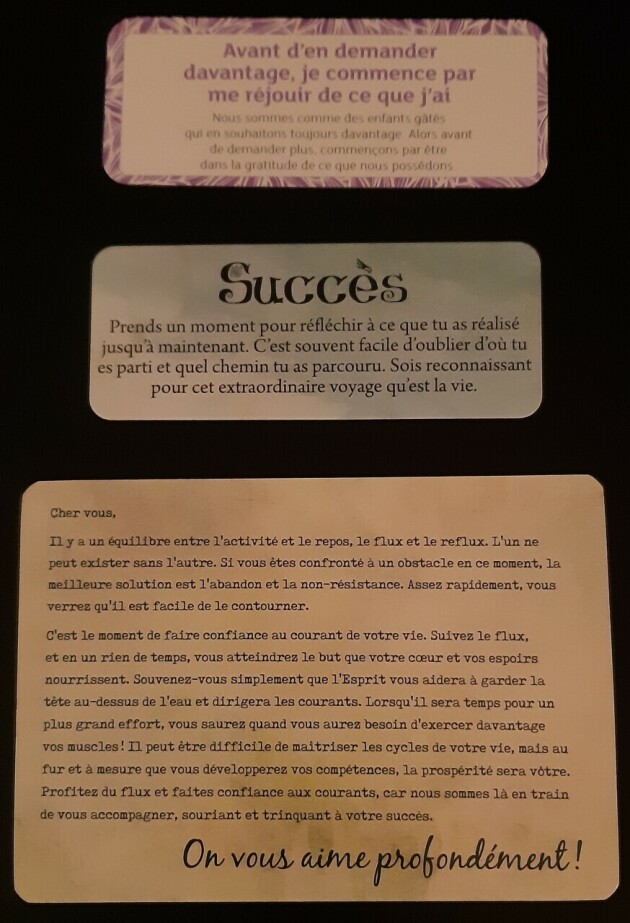 Avant d'en demander
davantage, je commence par
me réjouir de ce que j'ai
Nous sommes comme des enfants gâtés
qui en souhaitons toujours davantage. Alors avant
de demander plus, commençons par être
dans la gratitude de ce que nous possédons.
Succès
Prends un moment pour réfléchir à ce que tu as réalisé
jusqu'à maintenant. C'est souvent facile d'oublier d'où tu
es parti et quel chemin tu as parcouru. Sois reconnaissant
pour cet extraordinaire voyage qu'est la vie.
Cher vous,
Il y a un équilibre entre l'activité et le repos, le flux et le reflux. L'un ne
peut exister sans l'autre. Si vous êtes confronté à un obstacle en ce moment, la
meilleure solution est l'abandon et la non-résistance. Assez rapidement, vous
verrez qu'il est facile de le contourner.
C'est le moment de faire confiance au courant de votre vie. Suivez le flux,
et en un rien de temps, vous atteindrez le but que votre cœur et vos espoirs
nourrissent. Souvenez-vous simplement que l'Esprit vous aidera à garder la
tête au-dessus de l'eau et dirigera les courants. Lorsqu'il sera temps pour un
plus grand effort, vous saurez quand vous aurez besoin d'exercer davantage
vos muscles! Il peut être difficile de maitriser les cycles de votre vie, mais au
fur et à mesure que vous développerez vos compétences, la prospérité sera vôtre.
Profitez du flux et faites confiance aux courants, car nous sommes là en train
de vous accompagner, souriant et trinquant à votre succès.
On vous aime profondément!